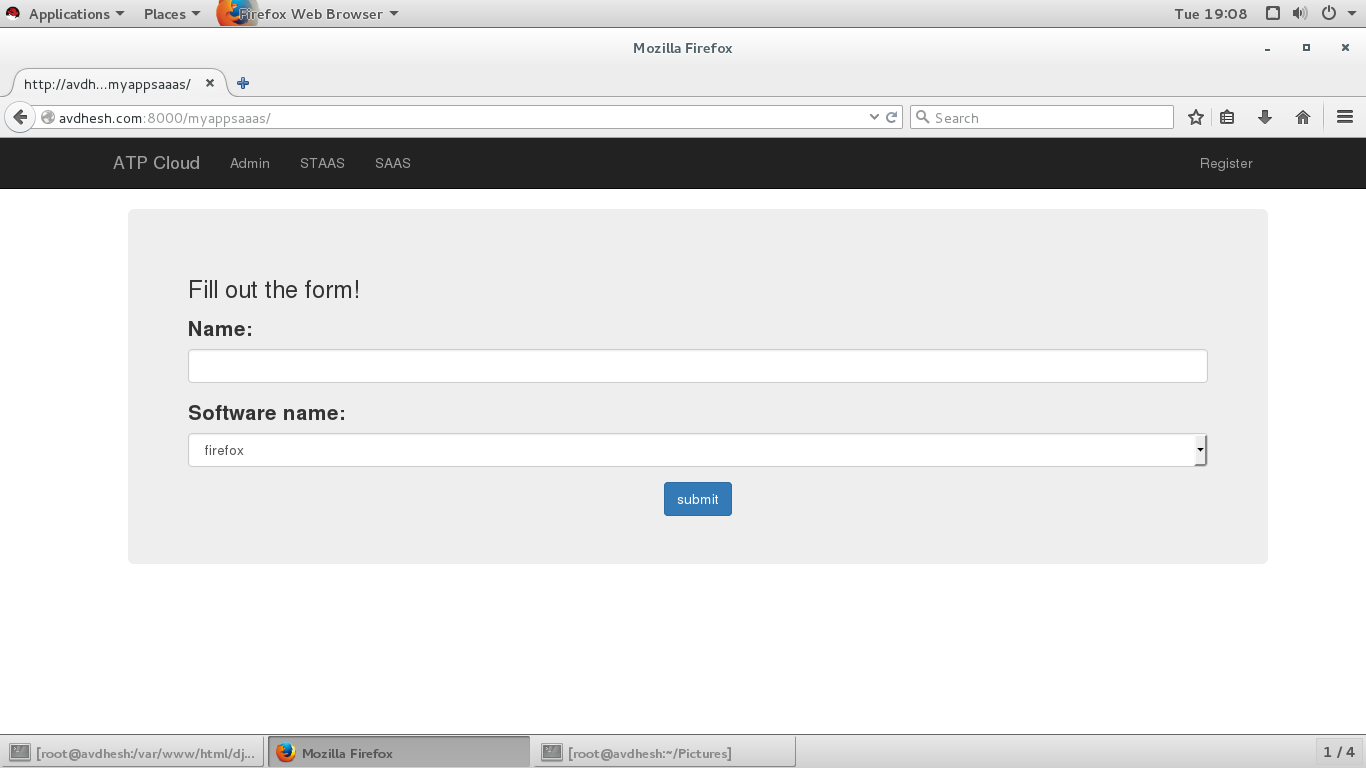 Applications Places Firefox Web Browser Tue 19:08
Mozilla Firefox
http://avdh...myappsaaas/
avdhesh.com:8000/myappsaaas/ Search
ATP Cloud Admin STAAS SAAS Register
Fill out the form!
Name:
Software name:
firefox
submit
[root@avdhesh:/var/www/html/dj... Mozilla Firefox [root@avdhesh:~/Pictures] 1 / 4